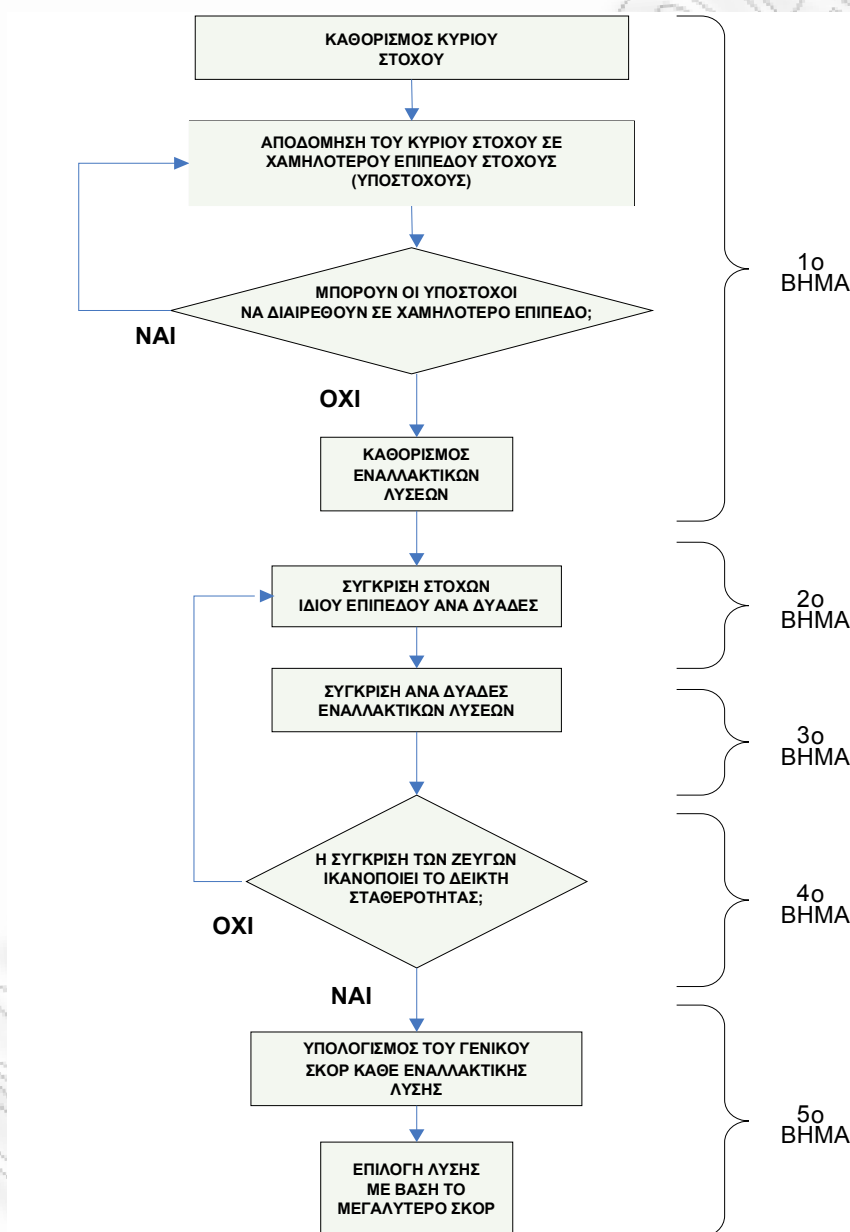 ΚΑΘΟΡΙΣΜΟΣ ΚΥΡΙΟΥ
ΣΤΟΧΟΥ
ΑΠΟΔΟΜΗΣΗ ΤΟΥ ΚΥΡΙΟΥ ΣΤΟΧΟΥ ΣΕ
ΧΑΜΗΛΟΤΕΡΟΥ ΕΠΙΠΕΔΟΥ ΣΤΟΧΟΥΣ
(ΥΠΟΣΤΟΧΟΥΣ)
ΜΠΟΡΟΥΝ ΟΙ ΥΠΟΣΤΟΧΟΙ
ΝΑ ΔΙΑΙΡΕΘΟΥΝ ΣΕ ΧΑΜΗΛΟΤΕΡΟ ΕΠΙΠΕΔΟ;
ΝΑΙ
ΟΧΙ
ΚΑΘΟΡΙΣΜΟΣ
ΕΝΑΛΛΑΚΤΙΚΩΝ
ΛΥΣΕΩΝ
1ο
ΒΗΜΑ
ΣΥΓΚΡΙΣΗ ΣΤΟΧΩΝ
ΙΔΙΟΥ ΕΠΙΠΕΔΟΥ ΑΝΑ ΔΥΑΔΕΣ
2ο
ΒΗΜΑ
ΣΥΓΚΡΙΣΗ ΑΝΑ ΔΥΑΔΕΣ
ΕΝΑΛΛΑΚΤΙΚΩΝ ΛΥΣΕΩΝ
3ο
ΒΗΜΑ
Η ΣΥΓΚΡΙΣΗ ΤΩΝ ΖΕΥΓΩΝ
ΙΚΑΝΟΠΟΙΕΙ ΤΟ ΔΕΙΚΤΗ
ΣΤΑΘΕΡΟΤΗΤΑΣ;
ΟΧΙ
ΝΑΙ
4ο
ΒΗΜΑ
ΥΠΟΛΟΓΙΣΜΟΣ ΤΟΥ ΓΕΝΙΚΟΥ
ΣΚΟΡ ΚΑΘΕ ΕΝΑΛΛΑΚΤΙΚΗΣ
ΛΥΣΗΣ
ΕΠΙΛΟΓΗ ΛΥΣΗΣ
ΜΕ ΒΑΣΗ ΤΟ
ΜΕΓΑΛΥΤΕΡΟ ΣΚΟΡ
5ο
ΒΗΜΑ